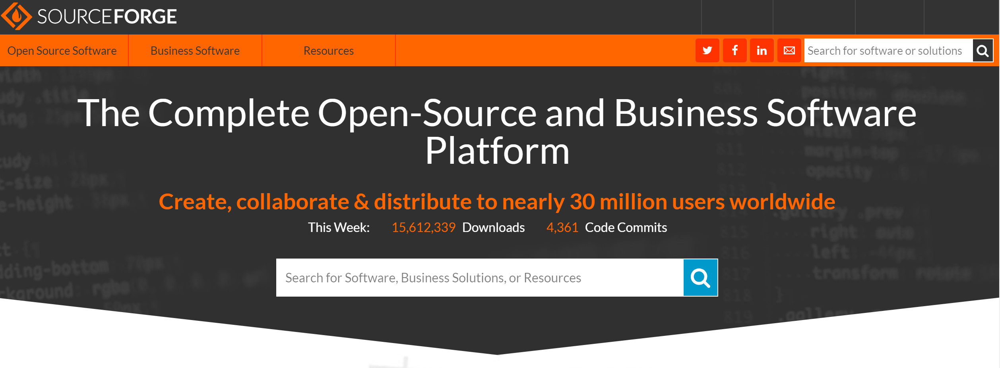 SOURCEFORGE
Open Source Software
Business Software
Resources
Search for software or solutions
The Complete Open-Source and Business Software
Platform
Create, collaborate & distribute to nearly 30 million users worldwide
This Week: 15,612,339 Downloads 4,361 Code Commits
Search for Software, Business Solutions, or Resources